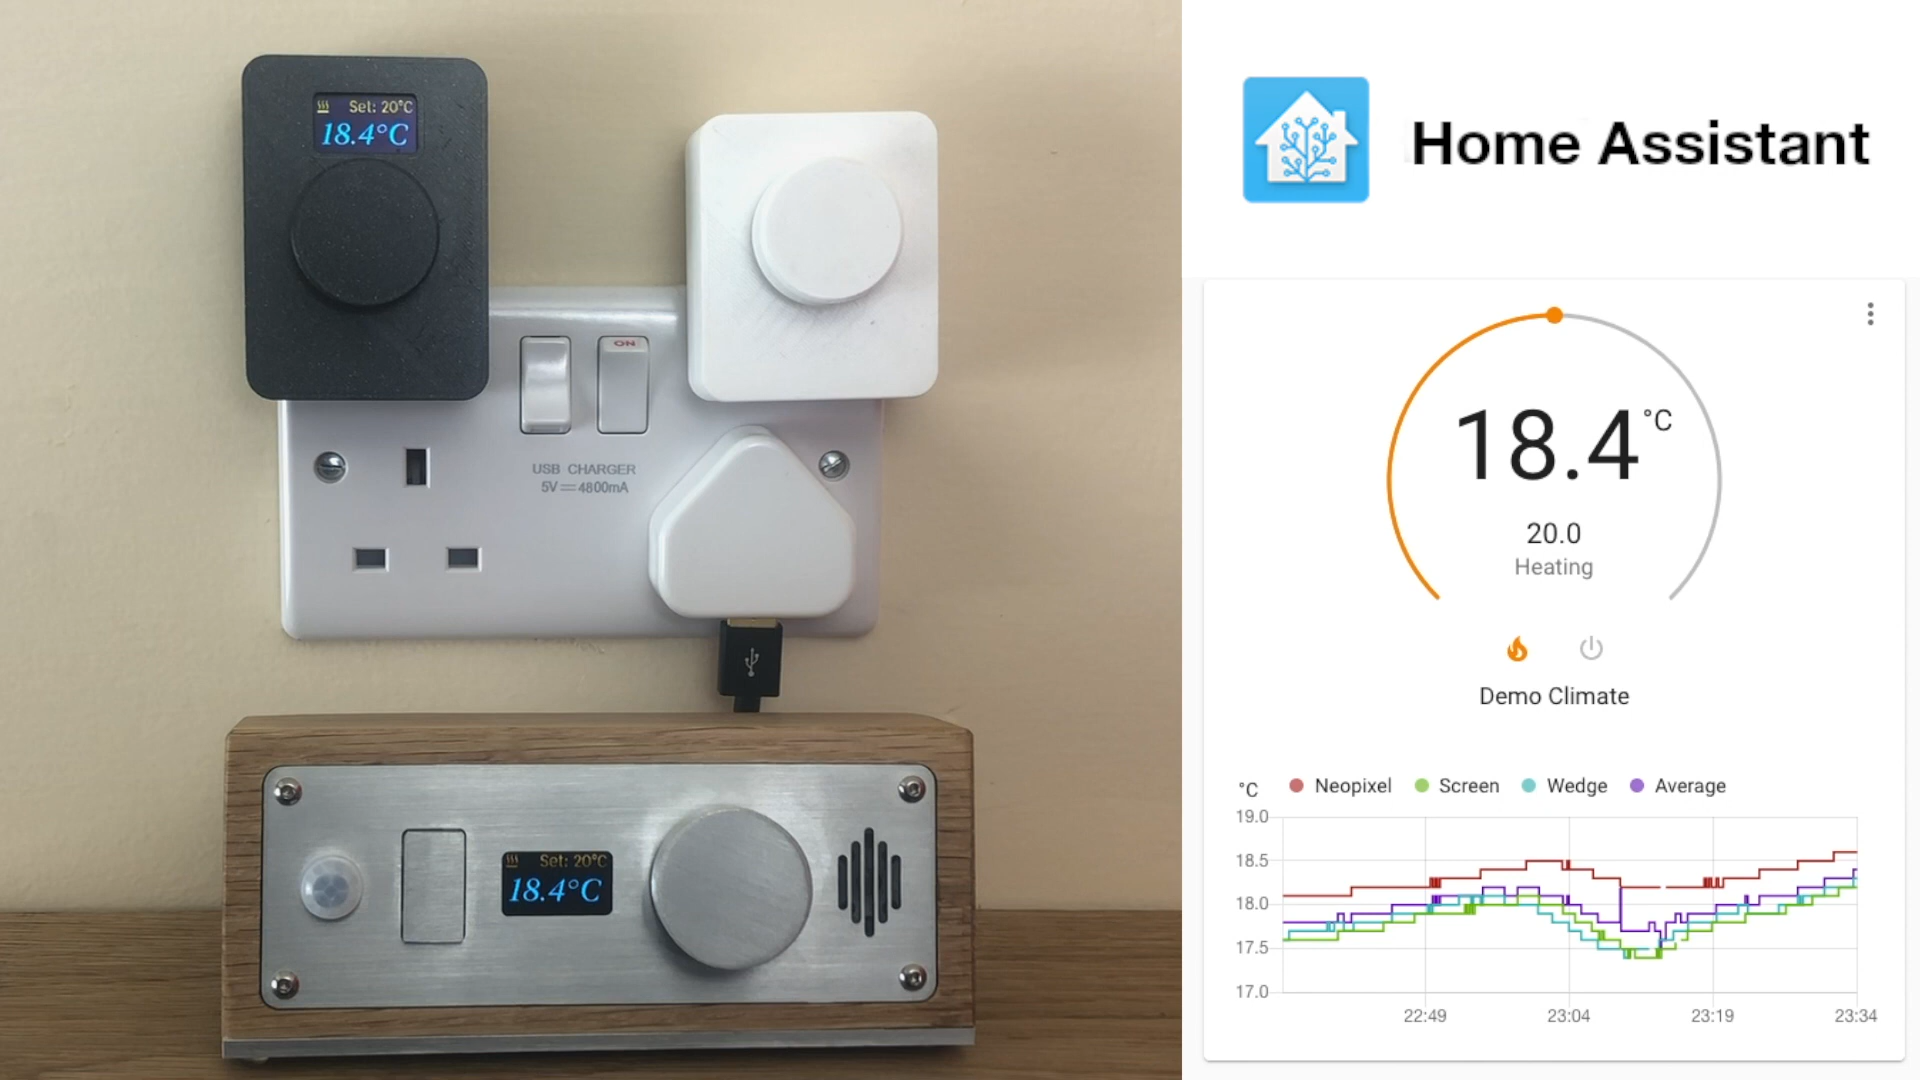 Set: 20°C
18.4°C
ON
USB CHARGER
5V⎓4800mA
Set: 20°C
18.4°C
Home Assistant
18.4 °C
20.0
Heating
Demo Climate
°C Neopixel Screen Wedge Average
19.0
18.5
18.0
17.5
17.0
22:49 23:04 23:19 23:34